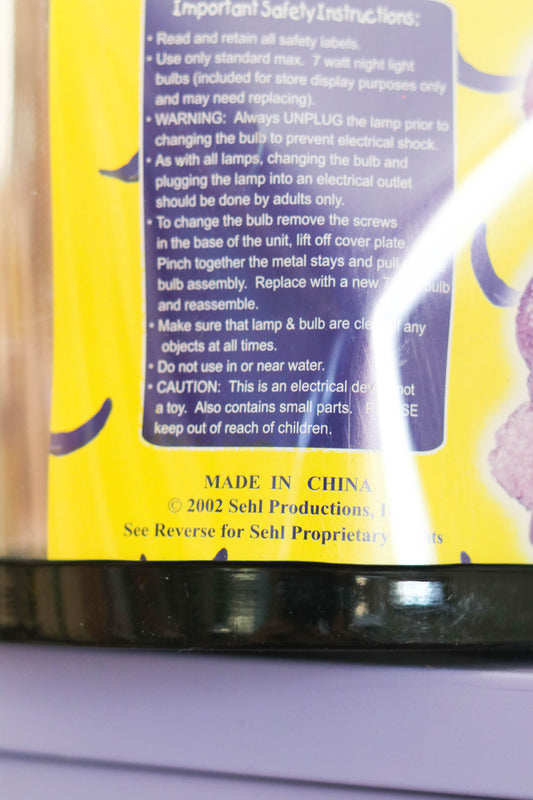 Important Safety Instructions:
• Read and retain all safety labels.
• Use only standard max. 7 watt night light
bulbs (included for store display purposes only
and may need replacing).
• WARNING: Always UNPLUG the lamp prior to
changing the bulb to prevent electrical shock.
• As with all lamps, changing the bulb and
plugging the lamp into an electrical outlet
should be done by adults only.
• To change the bulb remove the screws
in the base of the unit, lift off cover plate.
Pinch together the metal stays and pull
bulb assembly. Replace with a new bulb
and reassemble.
• Make sure that lamp & bulb are any
objects at all times.
• Do not use in or near water.
• CAUTION: This is an electrical not
a toy. Also contains small parts.
keep out of reach of children.
MADE IN CHINA
© 2002 Sehl Productions,
See Reverse for Sehl Proprietary